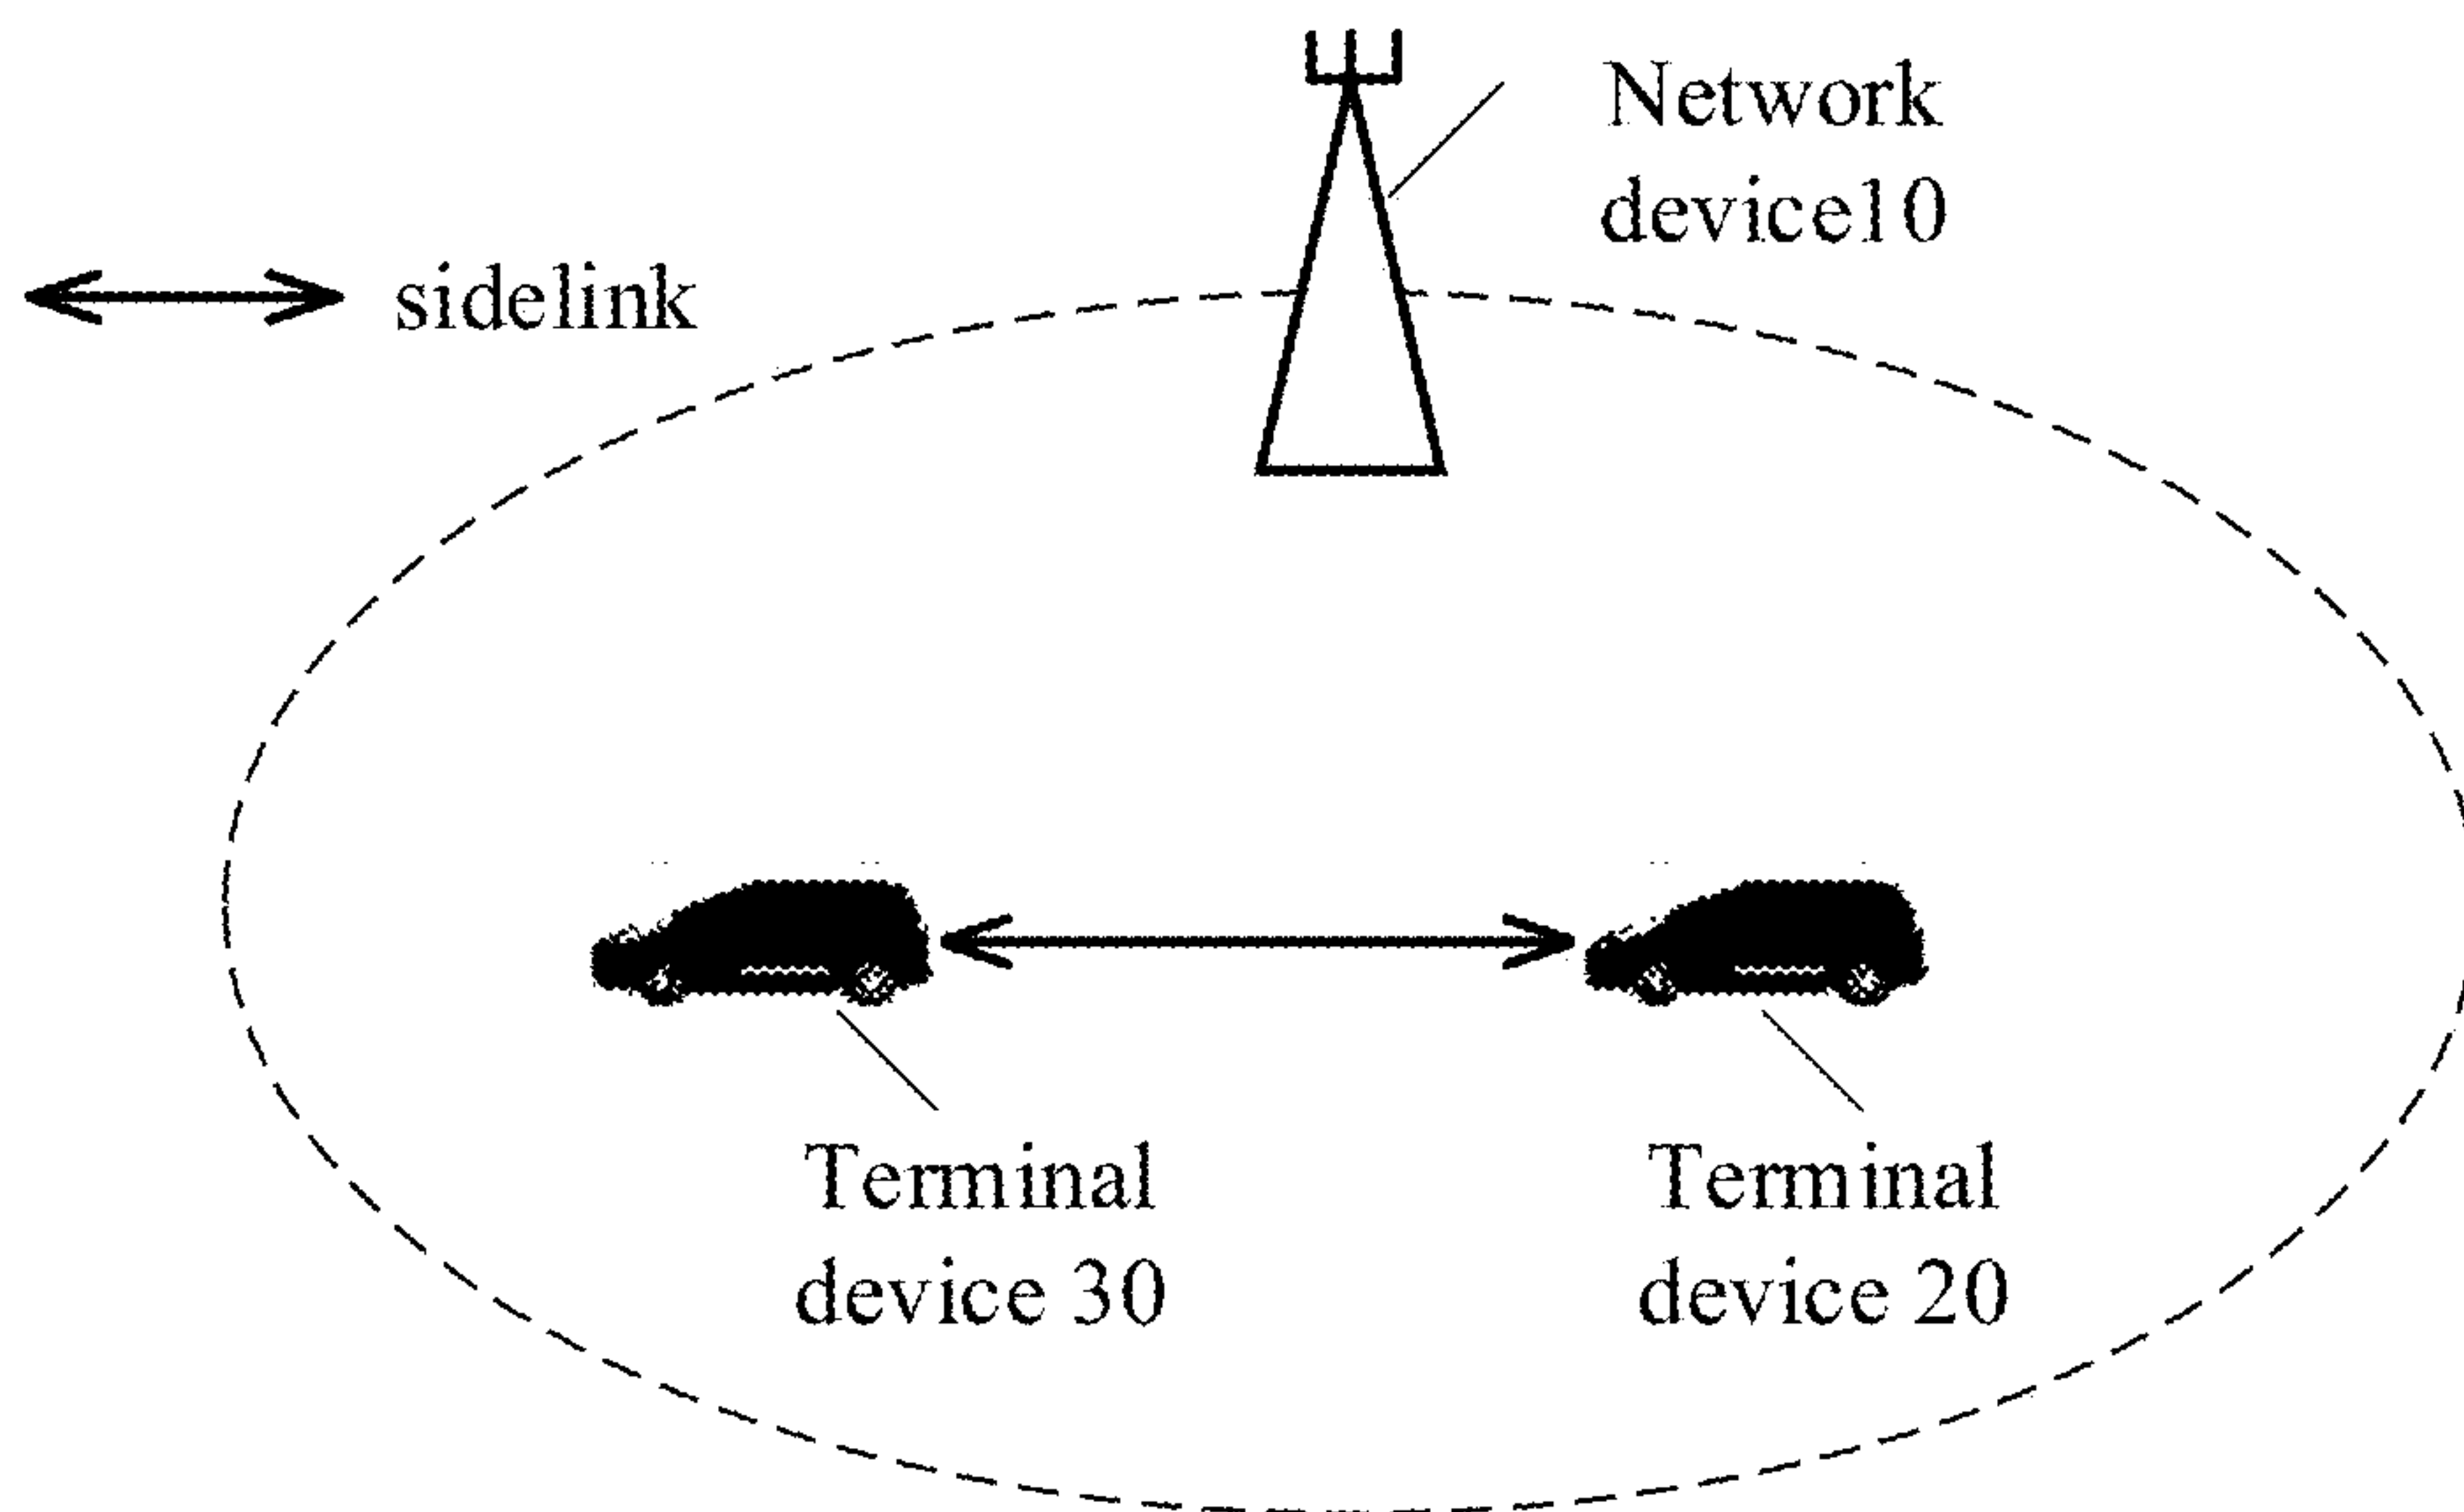 Network
device10
sidelink
Terminal
device 30
Terminal
device 20